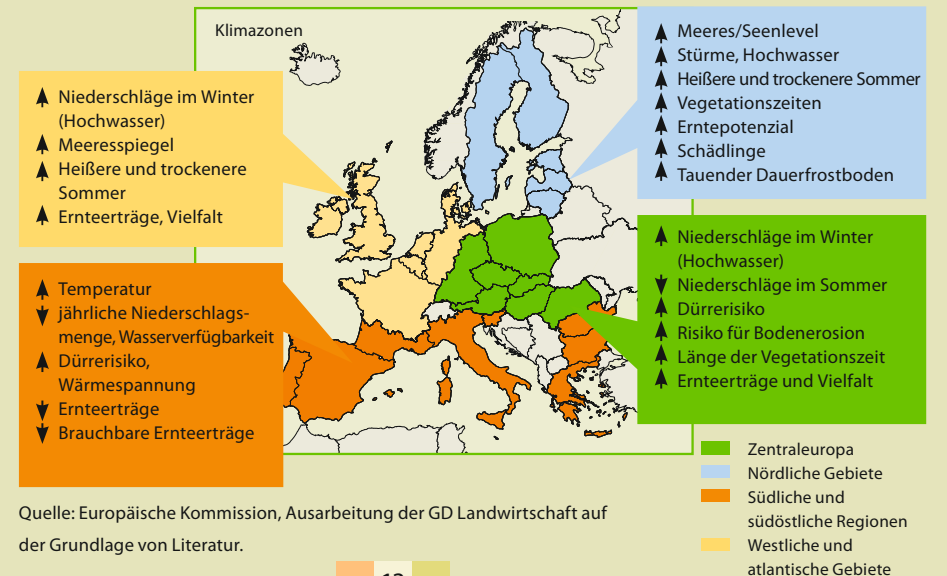 Klimazonen
Niederschläge im Winter
(Hochwasser)
Meeresspiegel
Heißere und trockenere
Sommer
Ernteerträge, Vielfalt
Temperatur
jährliche Niederschlags-
menge, Wasserverfügbarkeit
Dürrerisiko,
Wärmespannung
Ernteerträge
Brauchbare Ernteerträge
Meeres/Seenlevel
Stürme, Hochwasser
Heißere und trockenere Sommer
Vegetationszeiten
Erntepotenzial
Schädlinge
Tauender Dauerfrostboden
Niederschläge im Winter
(Hochwasser)
Niederschläge im Sommer
Dürrerisiko
Risiko für Bodenerosion
Länge der Vegetationszeit
Ernteerträge und Vielfalt
Zentraleuropa
Nördliche Gebiete
Südliche und
südöstliche Regionen
Westliche und
atlantische Gebiete
Quelle: Europäische Kommission, Ausarbeitung der GD Landwirtschaft auf
der Grundlage von Literatur.